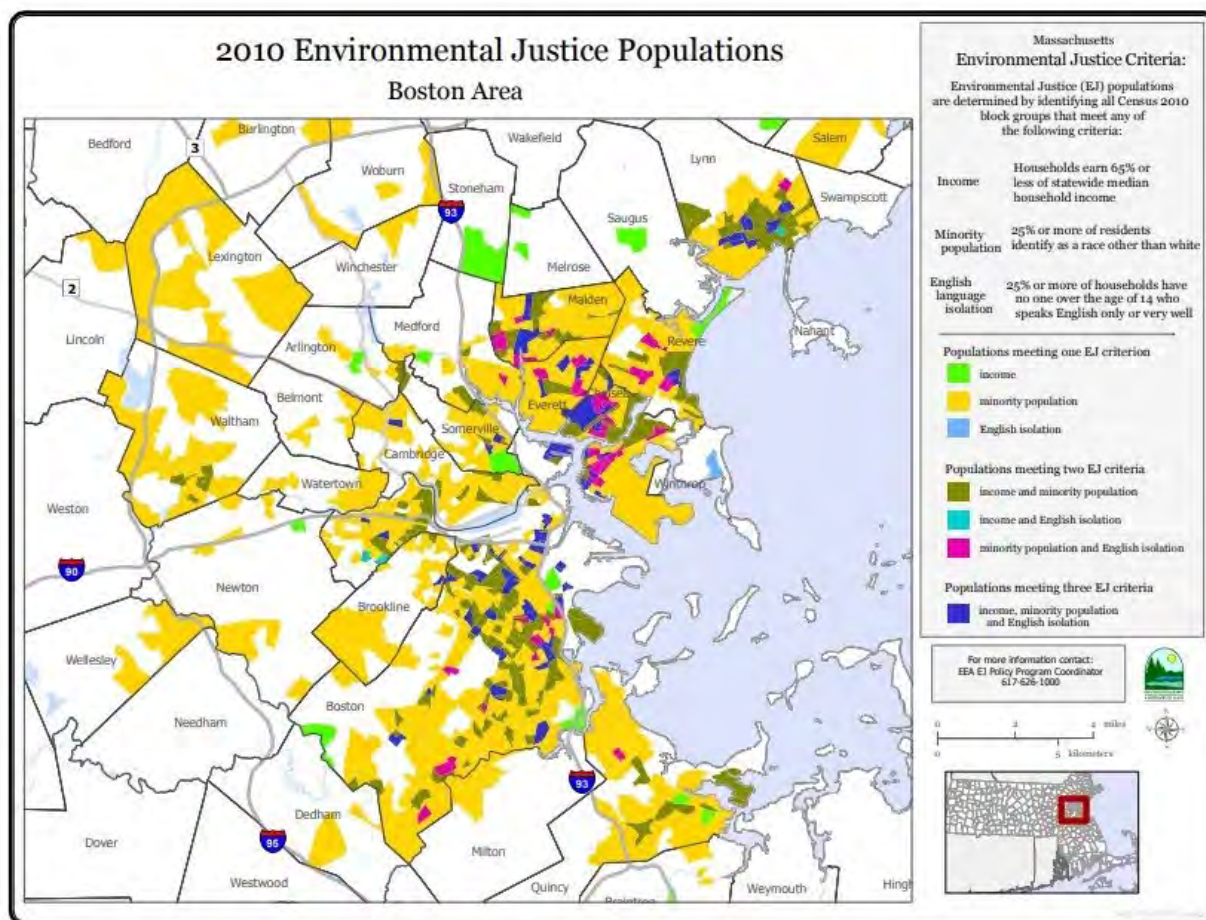 2010 Environmental Justice Populations
Boston Area
Bedford
Burlington
3
Wakefield
Lynn
Salem
Woburn
Stoneham
Swampscott
93
Saugus
Lexington
Winchester
Melrose
2
Malden
Medford
Nahant
Lincoln
Arlington
Revere
Belmont
Waltham
Everett
Somerville
Cambridge
Watertown
Winthrop
Weston
90
Newton
Brookline
Wellesley
Needham
Boston
93
Dedham
95
Dover
Milton
Westwood
Quincy
Weymouth
Massachusetts
Environmental Justice Criteria:
Environmental Justice (EJ) populations
are determined by identifying all Census 2010
block groups that meet any of
the following criteria:
Income
Households earn 65% or
less of statewide median
household income
Minority
population
25% or more of residents
identify as a race other than white
English
language
isolation
25% or more of households have
no one over the age of 14 who
speaks English only or very well
Populations meeting one EJ criterion
income
minority population
English isolation
Populations meeting two EJ criteria
income and minority population
income and English isolation
minority population and English isolation
Populations meeting three EJ criteria
income, minority population
and English isolation
For more information contact:
EEA EJ Policy Program Coordinator
617-626-1000
0 2 2 miles
0 5 kilometers